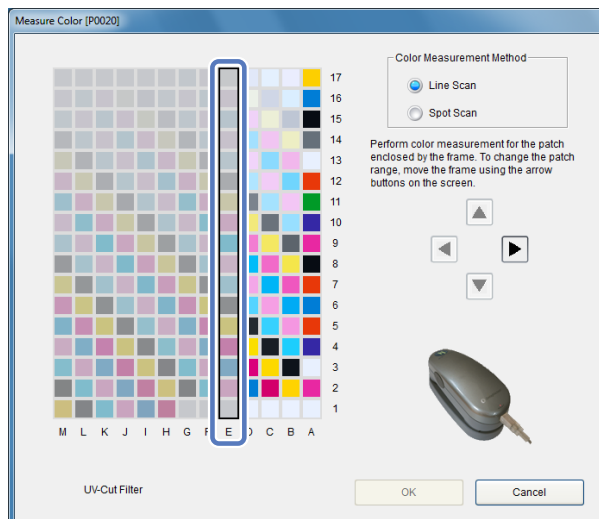 Measure Color [P0020]
Color Measurement Method
Line Scan
Spot Scan
Perform color measurement for the patch
enclosed by the frame. To change the patch
range, move the frame using the arrow
buttons on the screen.
17
16
15
14
13
12
11
10
9
8
7
6
5
4
3
2
1
M L K J I H G F E D C B A
UV-Cut Filter
OK
Cancel